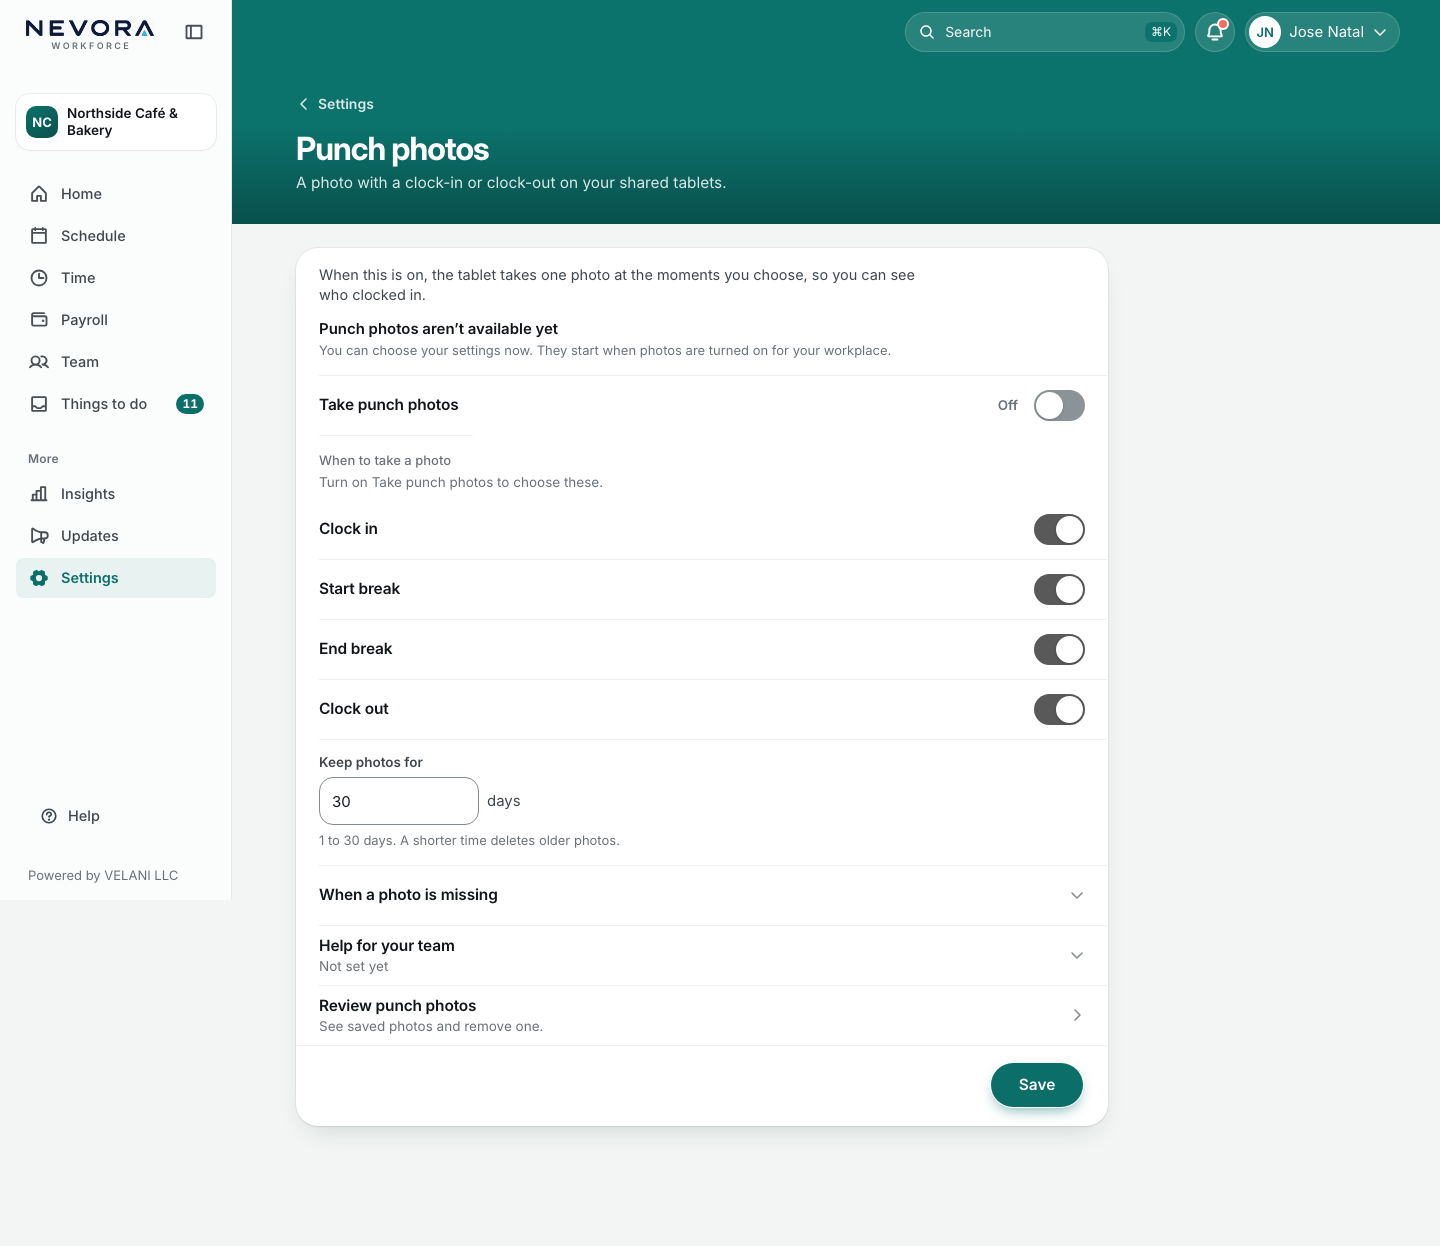 NEVORA
WORKFORCE
Search
⌘K
JN
Jose Natal
NC
Northside Café &
Bakery
Home
Schedule
Time
Payroll
Team
Things to do
11
More
Insights
Updates
Settings
Help
Powered by VELANI LLC
Settings
Punch photos
A photo with a clock-in or clock-out on your shared tablets.
When this is on, the tablet takes one photo at the moments you choose, so you can see
who clocked in.
Punch photos aren’t available yet
You can choose your settings now. They start when photos are turned on for your workplace.
Take punch photos
Off
When to take a photo
Turn on Take punch photos to choose these.
Clock in
Start break
End break
Clock out
Keep photos for
30
days
1 to 30 days. A shorter time deletes older photos.
When a photo is missing
Help for your team
Not set yet
Review punch photos
See saved photos and remove one.
Save